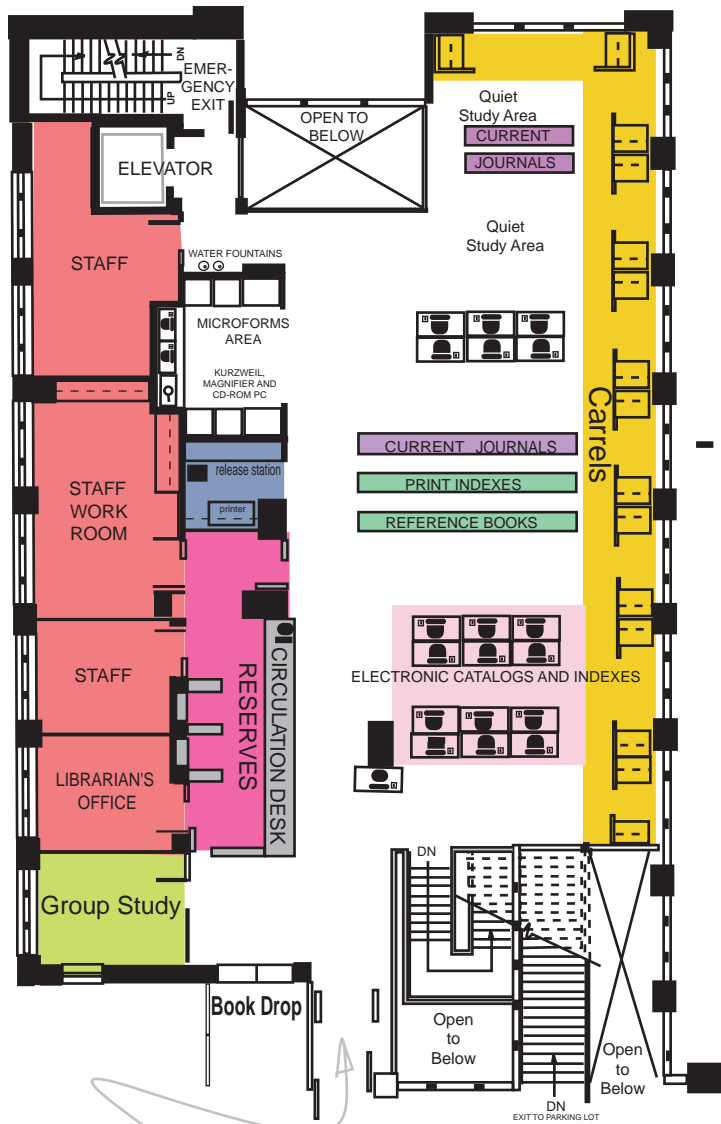 DN
UP
EMER-
GENCY
EXIT
OPEN TO
BELOW
Quiet
Study Area
CURRENT
JOURNALS
ELEVATOR
STAFF
WATER FOUNTAINS
Quiet
Study Area
MICROFORMS
AREA
KURZWEIL,
MAGNIFIER AND
CD-ROM PC
Carrels
CURRENT JOURNALS
release station
PRINT INDEXES
STAFF
WORK
ROOM
printer
REFERENCE BOOKS
STAFF
RESERVES
CIRCULATION DESK
ELECTRONIC CATALOGS AND INDEXES
LIBRARIAN'S
OFFICE
DN
Group Study
Book Drop
Open
to
Below
Open
to
Below
DN
EXIT TO PARKING LOT